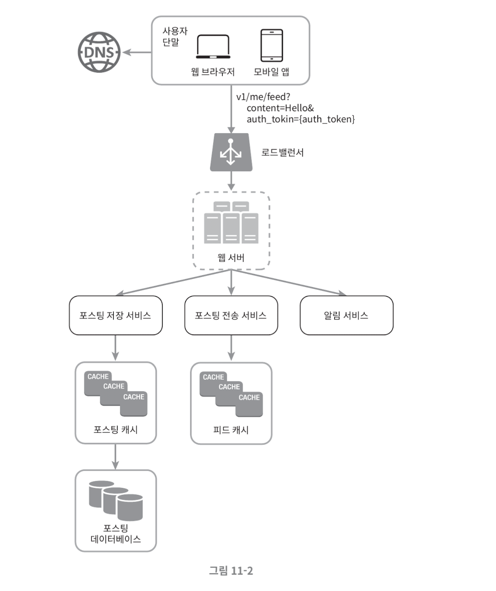 사용자
단말
DNS
웹 브라우저
모바일 앱
v1/me/feed?
content=Hello&
auth_tokin={auth_token}
로드밸런서
웹 서버
포스팅 저장 서비스
포스팅 전송 서비스
알림 서비스
CACHE
CACHE
CACHE
포스팅 캐시
CACHE
CACHE
CACHE
피드 캐시
포스팅
데이터베이스
그림 11-2